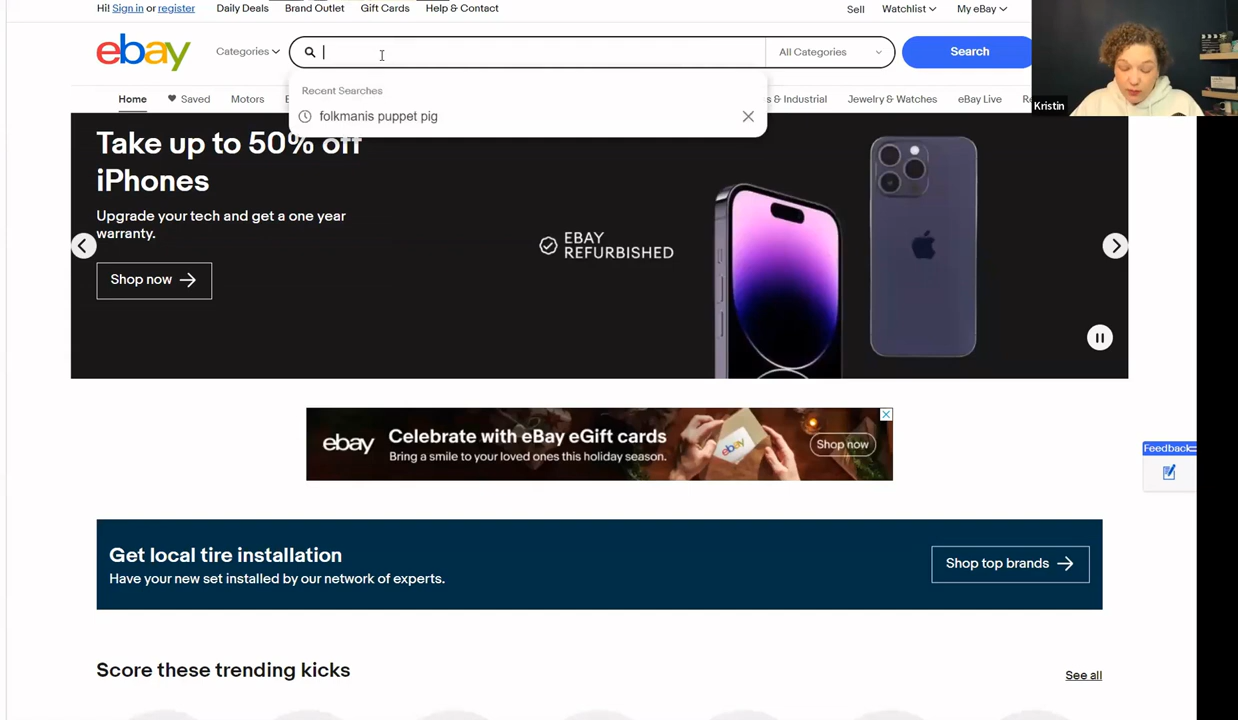 Hi! Sign in or register
Daily Deals
Brand Outlet
Gift Cards
Help & Contact
Sell
Watchlist
My eBay
ebay
Categories
All Categories
Search
Recent Searches
folkmanis puppet pig
Home
Saved
Motors
& Industrial
Jewelry & Watches
eBay Live
Kristin
Take up to 50% off
iPhones
Upgrade your tech and get a one year
warranty.
Shop now
EBAY
REFURBISHED
ebay
Celebrate with eBay eGift cards
Bring a smile to your loved ones this holiday season.
ebay
Shop now
Feedback
Get local tire installation
Have your new set installed by our network of experts.
Shop top brands
Score these trending kicks
See all